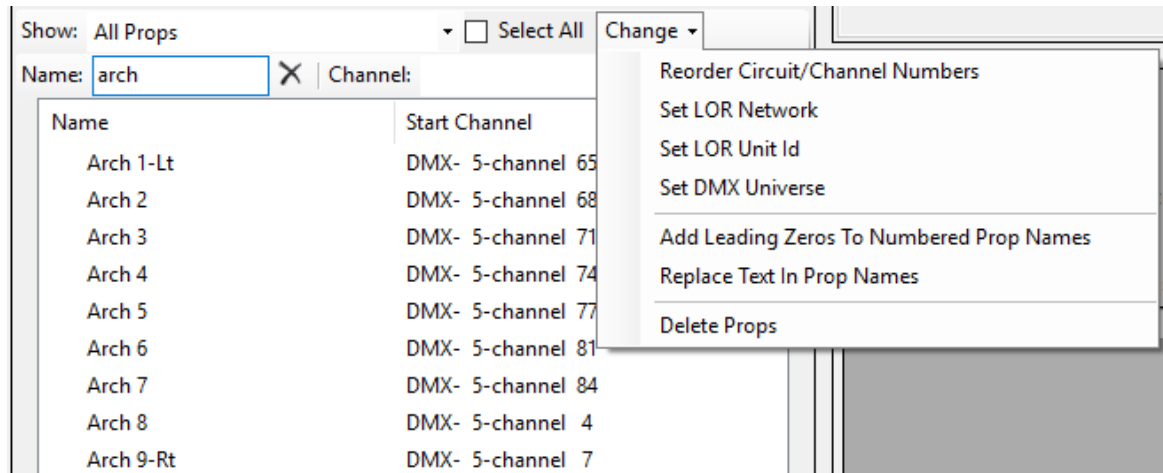 Show: All Props Select All Change
Name: arch Channel:
Name Start Channel
Arch 1-Lt DMX- 5-channel 65
Arch 2 DMX- 5-channel 68
Arch 3 DMX- 5-channel 71
Arch 4 DMX- 5-channel 74
Arch 5 DMX- 5-channel 77
Arch 6 DMX- 5-channel 81
Arch 7 DMX- 5-channel 84
Arch 8 DMX- 5-channel 4
Arch 9-Rt DMX- 5-channel 7
Reorder Circuit/Channel Numbers
Set LOR Network
Set LOR Unit Id
Set DMX Universe
Add Leading Zeros To Numbered Prop Names
Replace Text In Prop Names
Delete Props